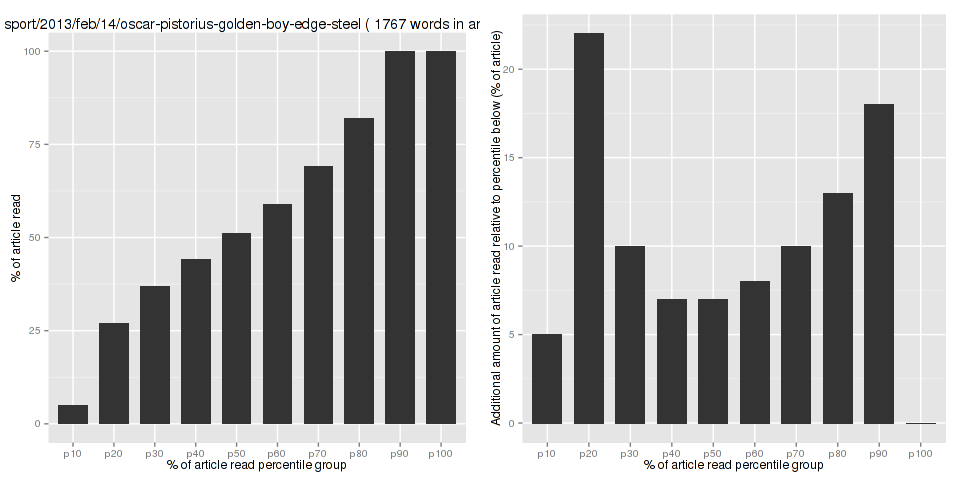 sport/2013/feb/14/oscar-pistorius-golden-boy-edge-steel ( 1767 words in ar
% of article read
100
75
50
25
0
p10 p20 p30 p40 p50 p60 p70 p80 p90 p100
% of article read percentile group
Additional amount of article read relative to percentile below (% of article)
20
15
10
5
0
p10 p20 p30 p40 p50 p60 p70 p80 p90 p100
% of article read percentile group